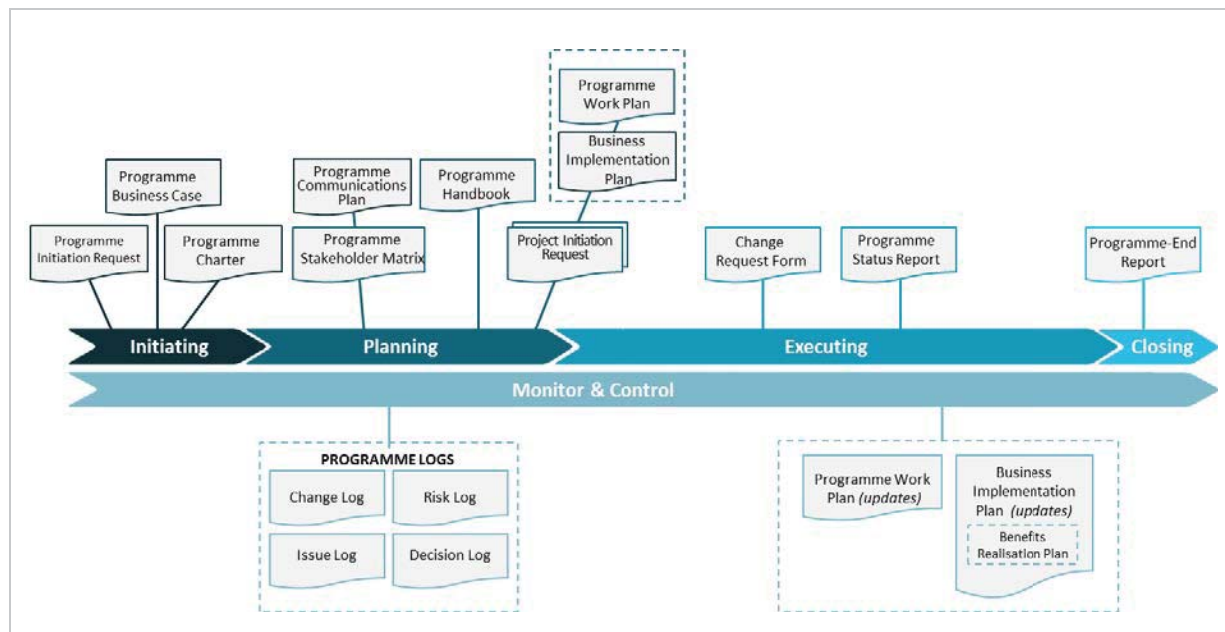 Programme
Work Plan
Business
Implementation
Plan
Programme
Business Case
Programme
Communications
Plan
Programme
Handbook
Programme
Initiation Request
Programme
Charter
Programme
Stakeholder Matrix
Project Initiation
Request
Change
Request Form
Programme
Status Report
Programme-End
Report
Initiating
Planning
Executing
Closing
Monitor & Control
PROGRAMME LOGS
Change Log
Risk Log
Issue Log
Decision Log
Programme Work
Plan (updates)
Business
Implementation
Plan (updates)
Benefits
Realisation Plan